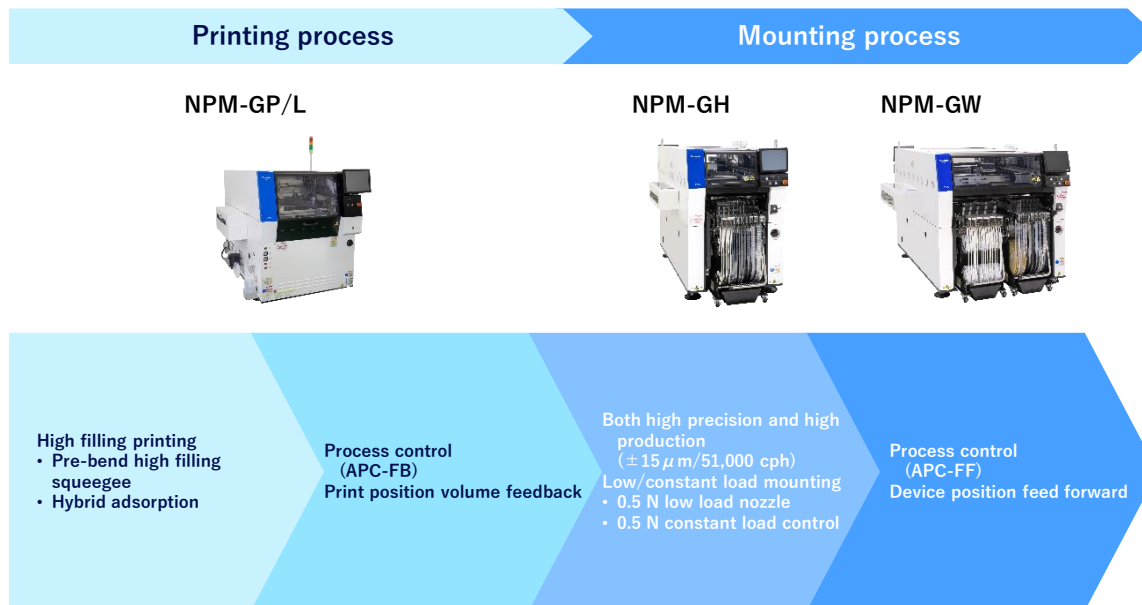 Printing process
Mounting process
NPM-GP/L
NPM-GH
NPM-GW
High filling printing
• Pre-bend high filling
squeegee
• Hybrid adsorption
Process control
(APC-FB)
Print position volume feedback
Both high precision and high
production
(±15μm/51,000 cph)
Low/constant load mounting
• 0.5 N low load nozzle
• 0.5 N constant load control
Process control
(APC-FF)
Device position feed forward